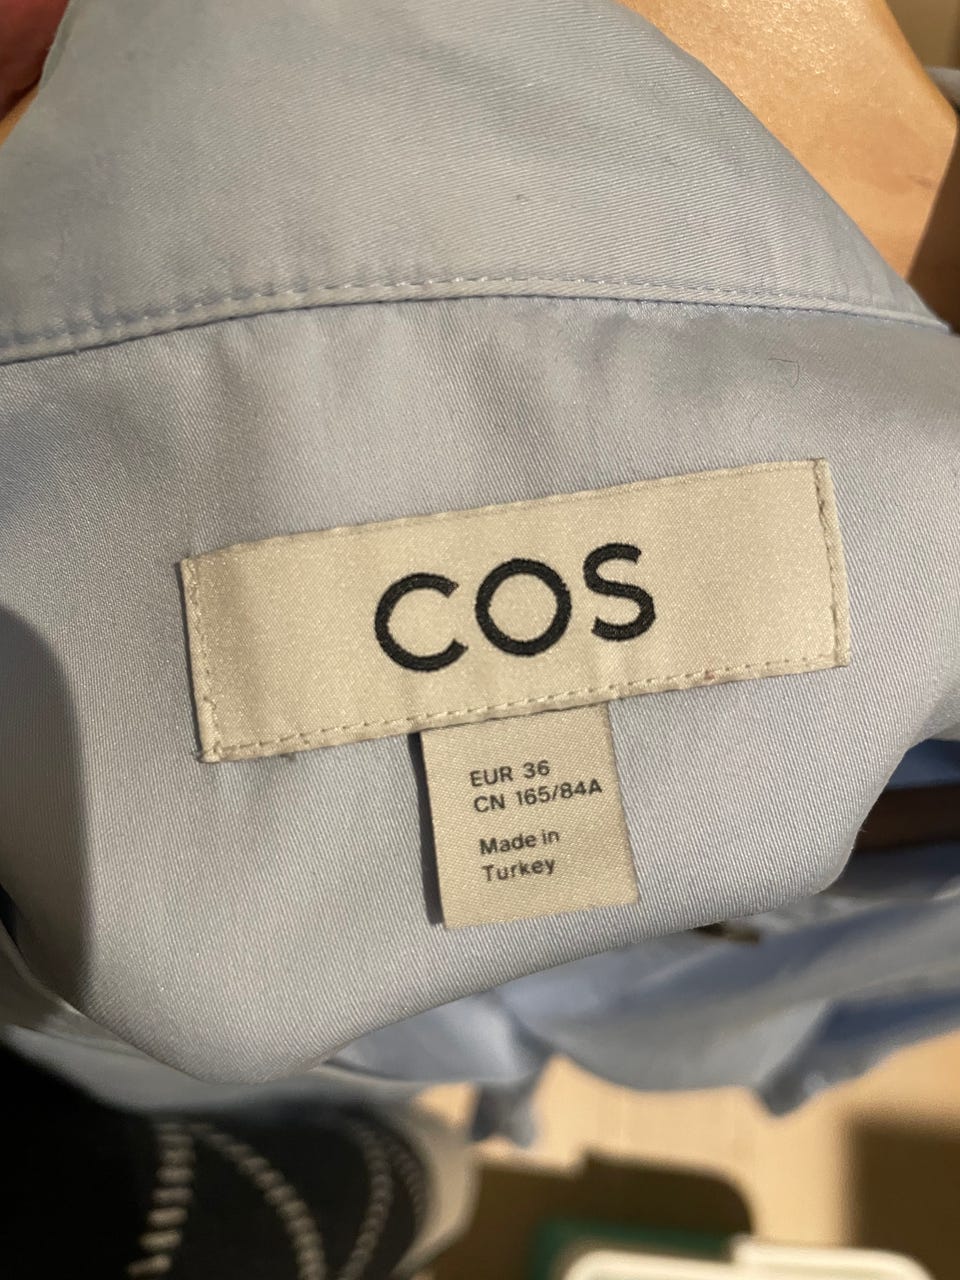 COS
EUR 36
CN 165/84A
Made in
Turkey